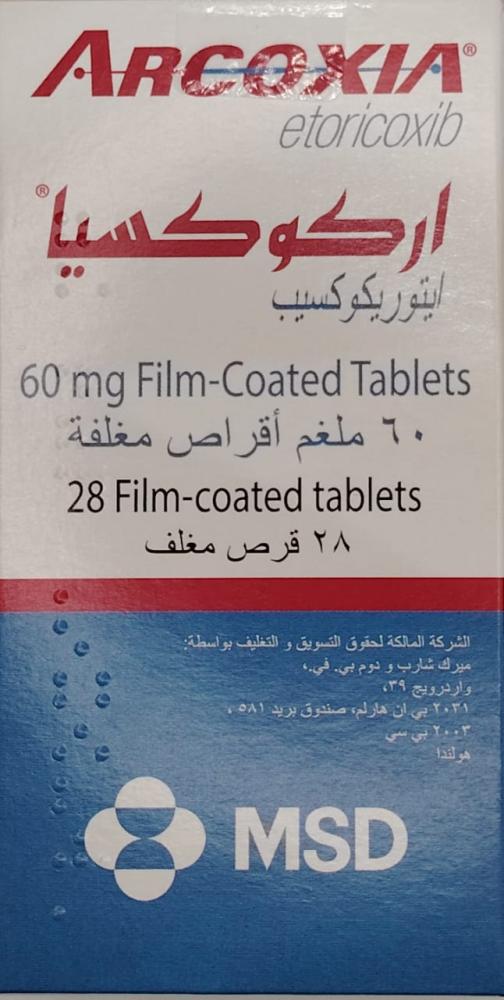 ARCOXIA®
etoricoxib
اركوكسيا®
ايتوريكوكسيب
60 mg Film-Coated Tablets
٦٠ ملغم أقراص مغلفة
28 Film-coated tablets
٢٨ قرص مغلف
الشركة المالكة لحقوق التسويق و التغليف بواسطة:
ميرك شارب و دوم بي. في.،
واردرويج ٣٩،
٢٠٣١ بي ان هارلم، صندوق بريد ٥٨١ ،
٢٠٠٣ بي سي
هولندا
MSD